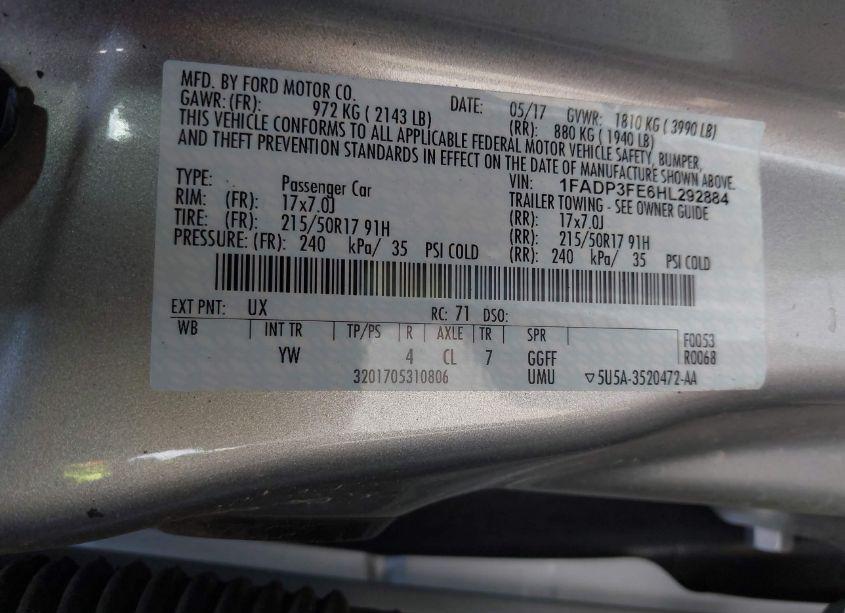 MFD. BY FORD MOTOR CO. DATE: 05/17 GVWR: 1810 KG ( 3990 LB)
GAWR: (FR): 972 KG ( 2143 LB) (RR): 880 KG ( 1940 LB)
THIS VEHICLE CONFORMS TO ALL APPLICABLE FEDERAL MOTOR VEHICLE SAFETY, BUMPER,
AND THEFT PREVENTION STANDARDS IN EFFECT ON THE DATE OF MANUFACTURE SHOWN ABOVE.
VIN: 1FADP3FE6HL292884
TYPE: Passenger Car TRAILER TOWING - SEE OWNER GUIDE
RIM: (FR): 17x7.0J (RR): 17x7.0J
TIRE: (FR): 215/50R17 91H (RR): 215/50R17 91H
PRESSURE: (FR): 240 kPa/ 35 PSI COLD (RR): 240 kPa/ 35 PSI COLD
EXT PNT: UX RC: 71 DSO:
WB INT TR TP/PS R AXLE TR SPR F0053
YW 4 CL 7 GGFF R0068
3201705310806 UMU ▽5U5A-3520472-AA